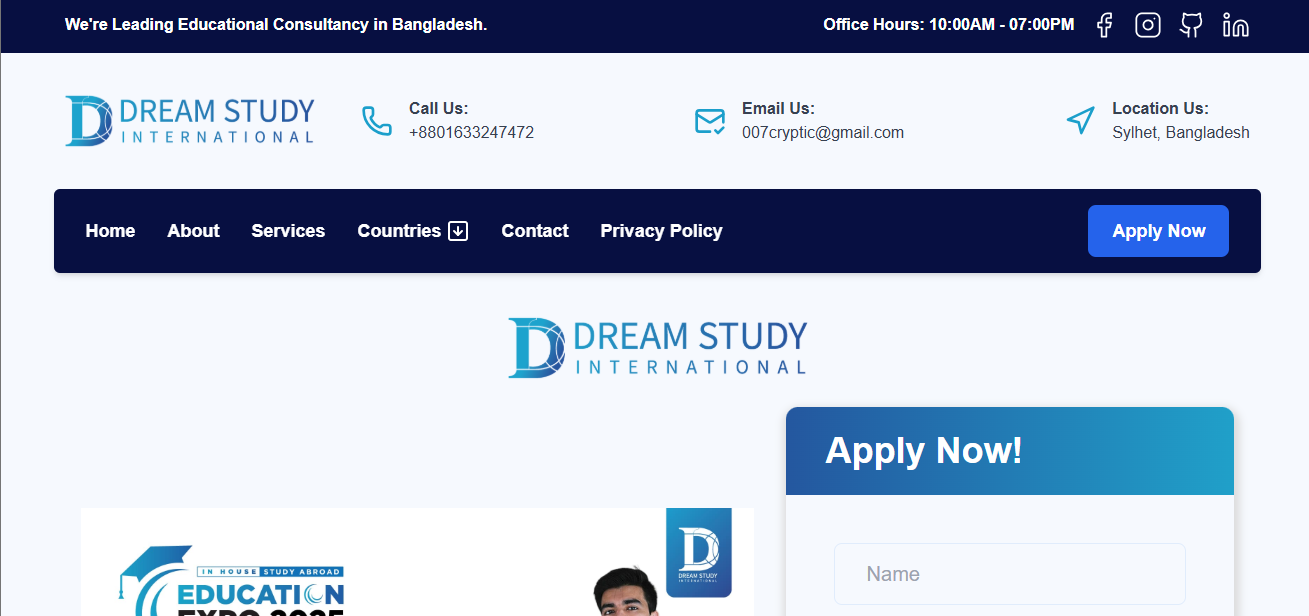 We're Leading Educational Consultancy in Bangladesh.
Office Hours: 10:00AM - 07:00PM
DREAM STUDY
INTERNATIONAL
Call Us:
+8801633247472
Email Us:
007cryptic@gmail.com
Location Us:
Sylhet, Bangladesh
Home About Services Countries Contact Privacy Policy Apply Now
DREAM STUDY
INTERNATIONAL
Apply Now!
Name
IN HOUSE STUDY ABROAD
EDUCATION
EXPO 2025
DREAM STUDY
INTERNATIONAL